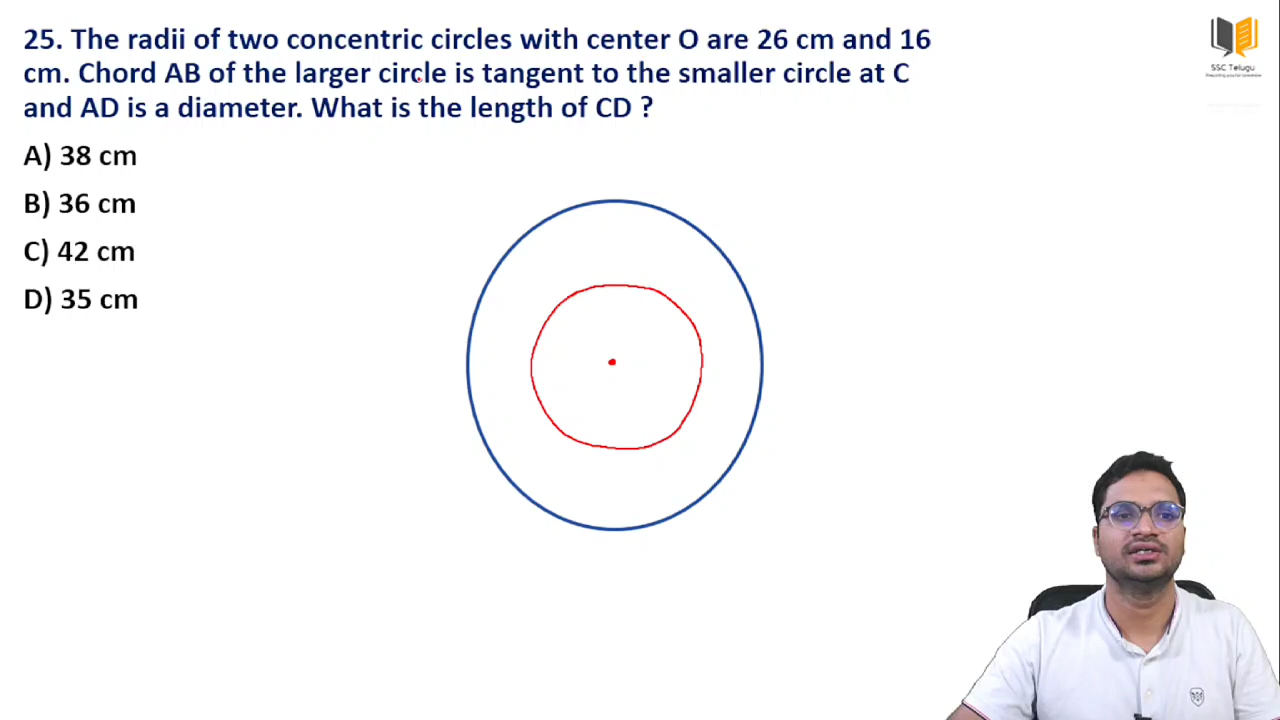 25. The radii of two concentric circles with center O are 26 cm and 16
cm. Chord AB of the larger circle is tangent to the smaller circle at C
and AD is a diameter. What is the length of CD ?
A) 38 cm
B) 36 cm
C) 42 cm
D) 35 cm
SSC Telugu